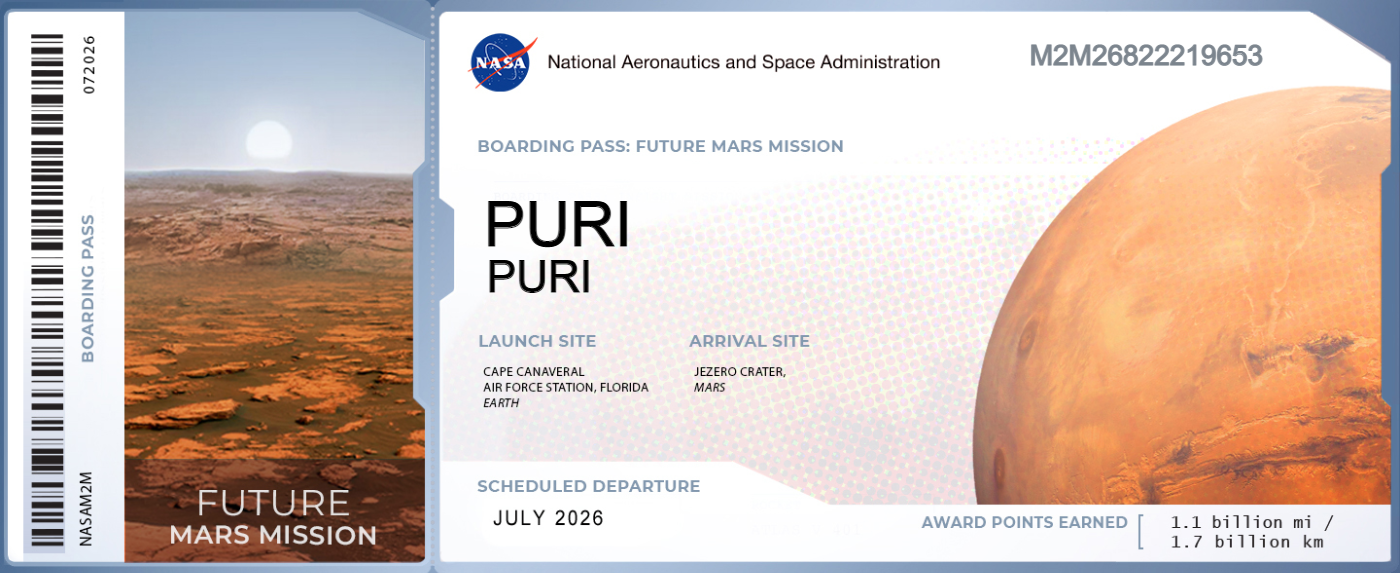 072026
BOARDING PASS
NASAM2M
FUTURE
MARS MISSION
NASA
National Aeronautics and Space Administration
M2M26822219653
BOARDING PASS: FUTURE MARS MISSION
PURI
PURI
LAUNCH SITE
CAPE CANAVERAL
AIR FORCE STATION, FLORIDA
EARTH
ARRIVAL SITE
JEZERO CRATER,
MARS
SCHEDULED DEPARTURE
JULY 2026
AWARD POINTS EARNED
1.1 billion mi /
1.7 billion km